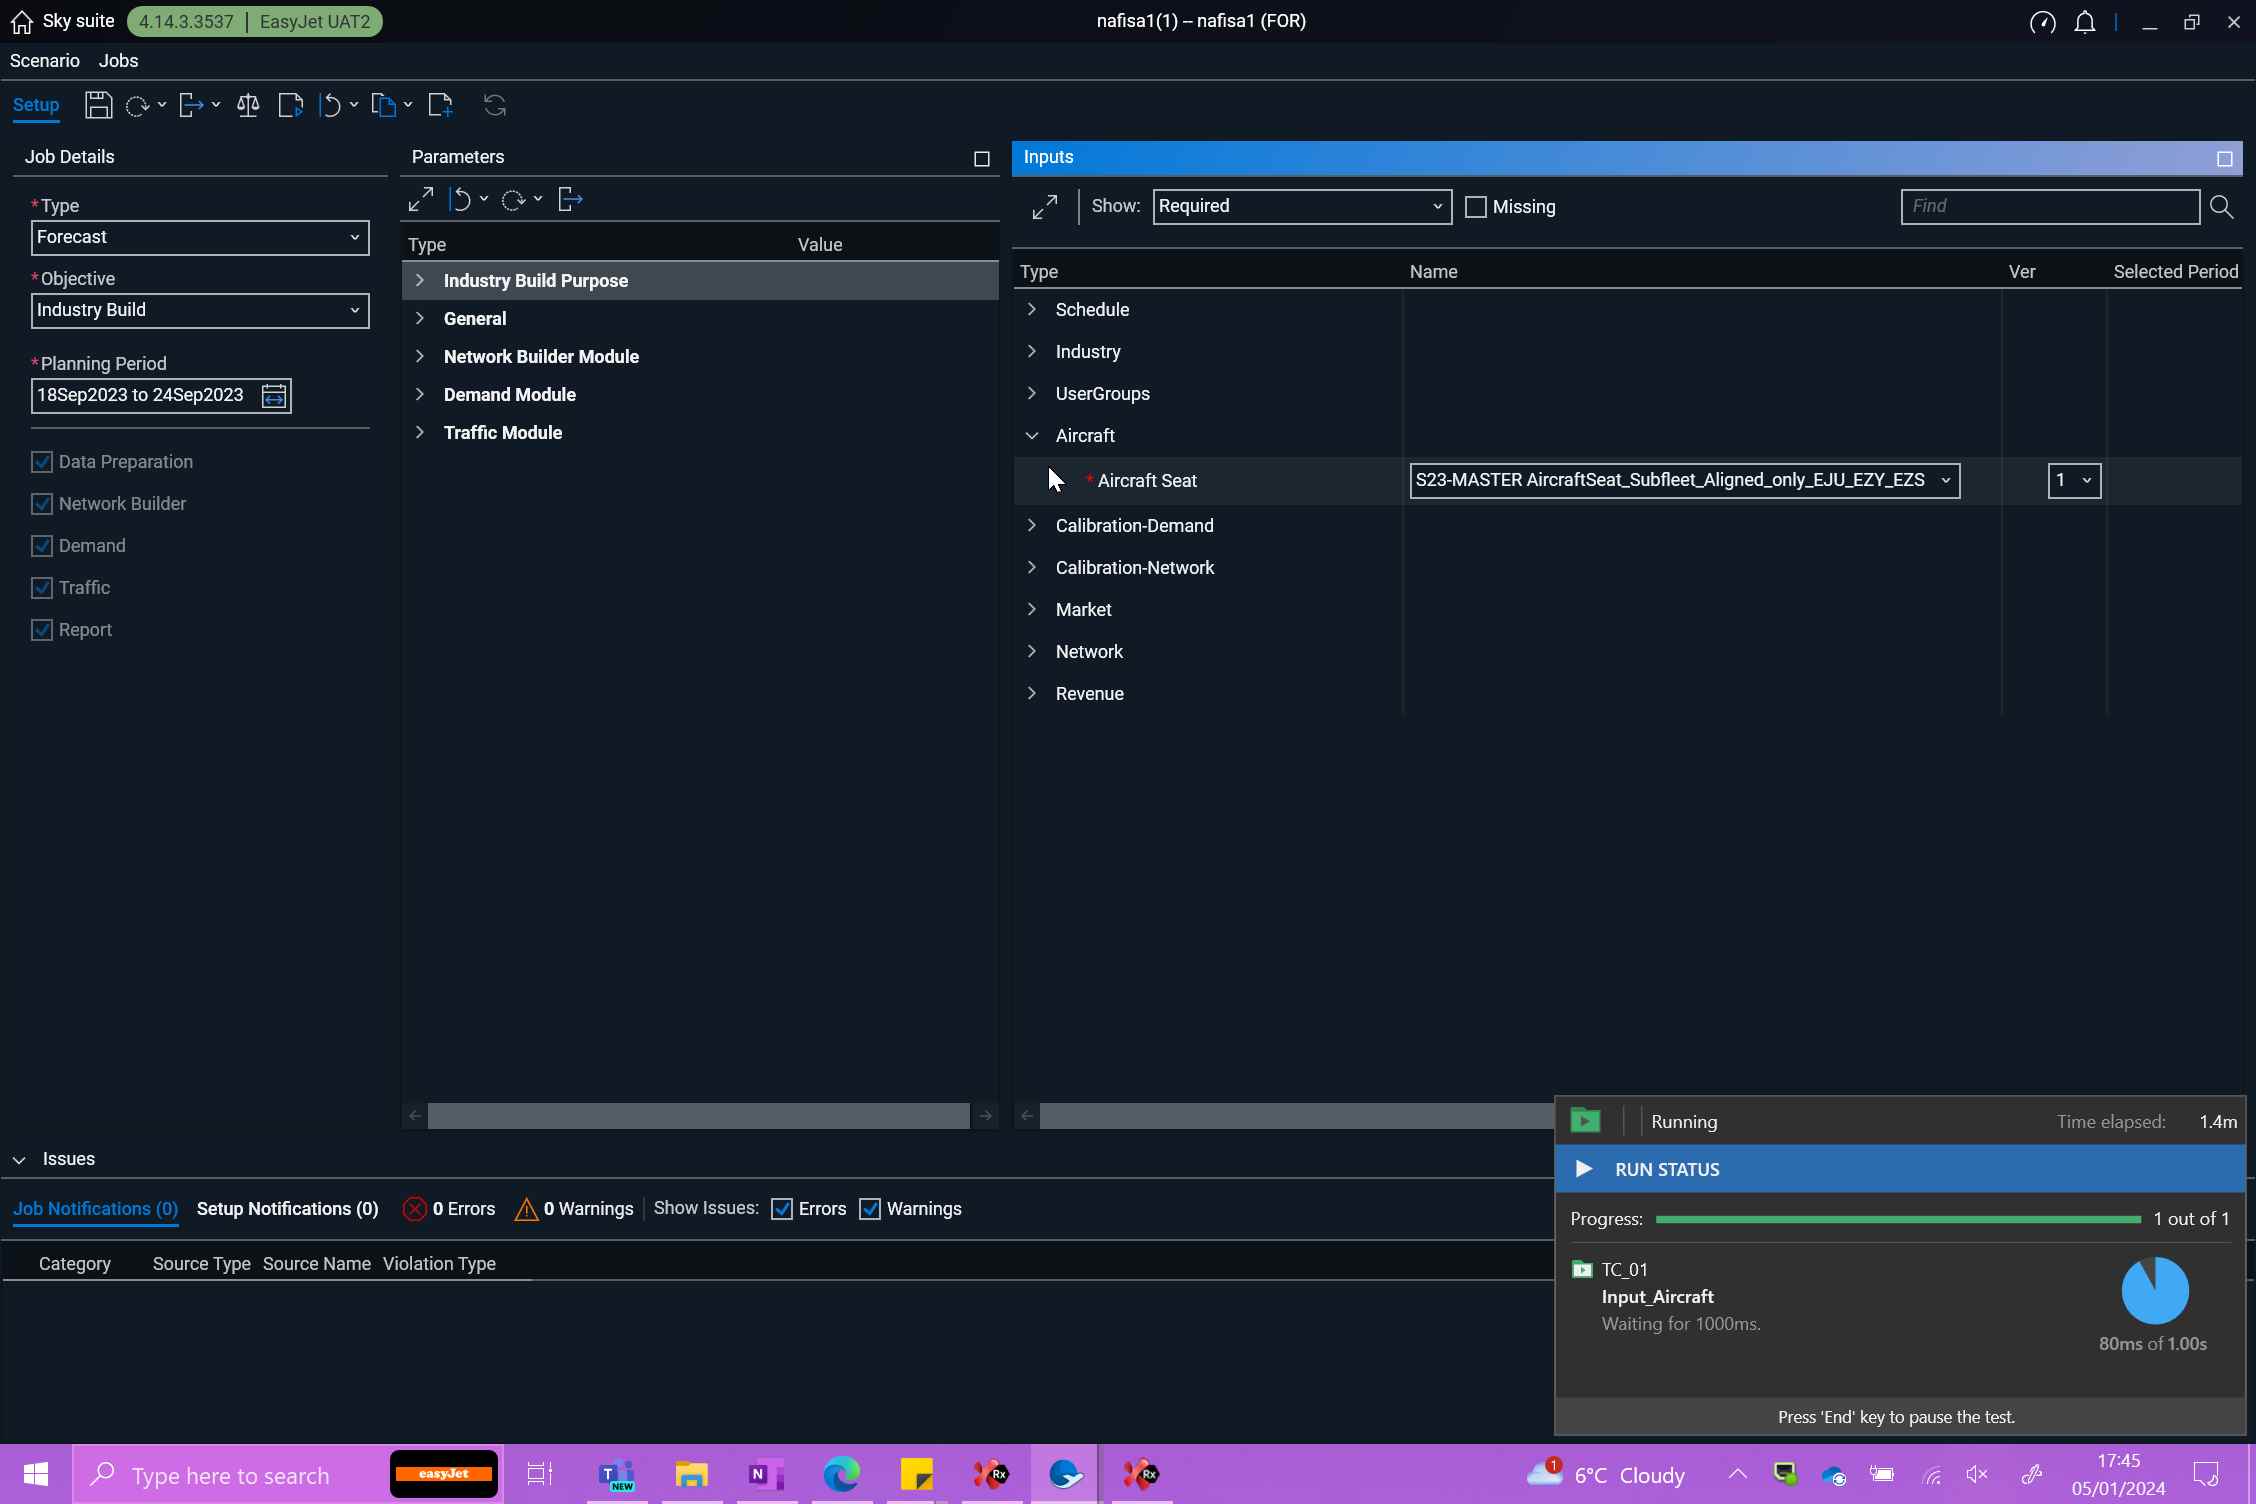 Sky suite 4.14.3.3537 | EasyJet UAT2
nafisa1(1) – nafisa1 (FOR)
Scenario Jobs
Setup
Job Details
*Type
Forecast
*Objective
Industry Build
*Planning Period
18Sep2023 to 24Sep2023
Data Preparation
Network Builder
Demand
Traffic
Report
Parameters
Type Value
Industry Build Purpose
General
Network Builder Module
Demand Module
Traffic Module
Inputs
Show: Required Missing Find
Type Name Ver Selected Period
Schedule
Industry
UserGroups
Aircraft
* Aircraft Seat S23-MASTER AircraftSeat_Subfleet_Aligned_only_EJU_EZY_EZS 1
Calibration-Demand
Calibration-Network
Market
Network
Revenue
Issues
Job Notifications (0) Setup Notifications (0) 0 Errors 0 Warnings Show Issues: Errors Warnings
Category Source Type Source Name Violation Type
Running Time elapsed: 1.4m
RUN STATUS
Progress: 1 out of 1
TC_01
Input_Aircraft
Waiting for 1000ms.
80ms of 1.00s
Press 'End' key to pause the test.
Type here to search
easyJet
T
NEW
N
Rx
Rx
1
6°C Cloudy
17:45
05/01/2024